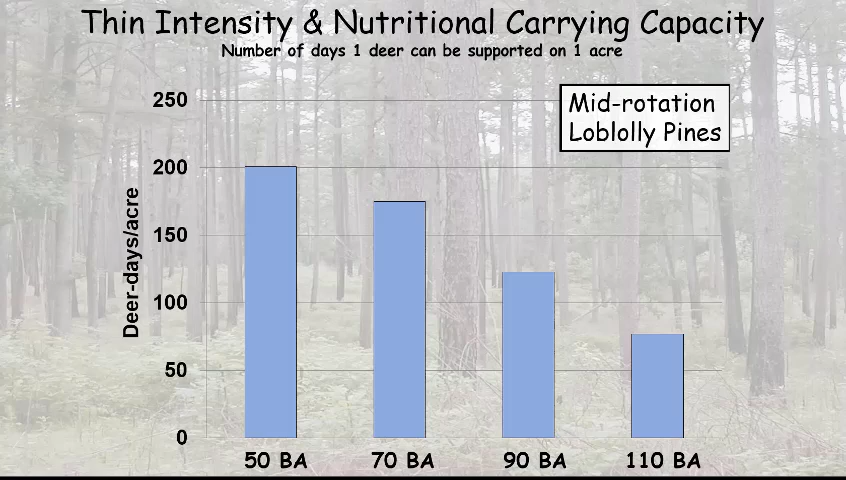 Thin Intensity & Nutritional Carrying Capacity
Number of days 1 deer can be supported on 1 acre
Mid-rotation
Loblolly Pines
Deer-days/acre
250
200
150
100
50
0
50 BA
70 BA
90 BA
110 BA